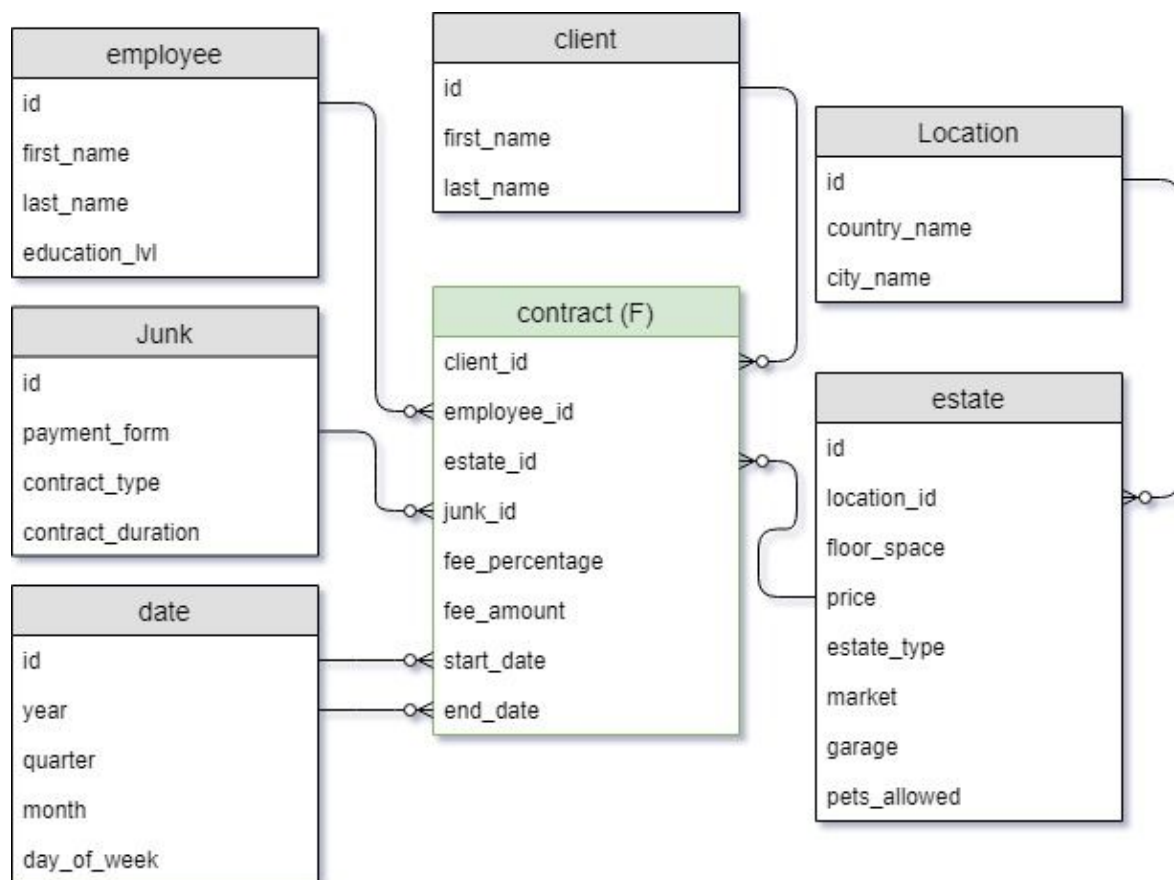 employee
id
first_name
last_name
education_lvl
client
id
first_name
last_name
Location
id
country_name
city_name
Junk
id
payment_form
contract_type
contract_duration
contract (F)
client_id
employee_id
estate_id
junk_id
fee_percentage
fee_amount
start_date
end_date
estate
id
location_id
floor_space
price
estate_type
market
garage
pets_allowed
date
id
year
quarter
month
day_of_week